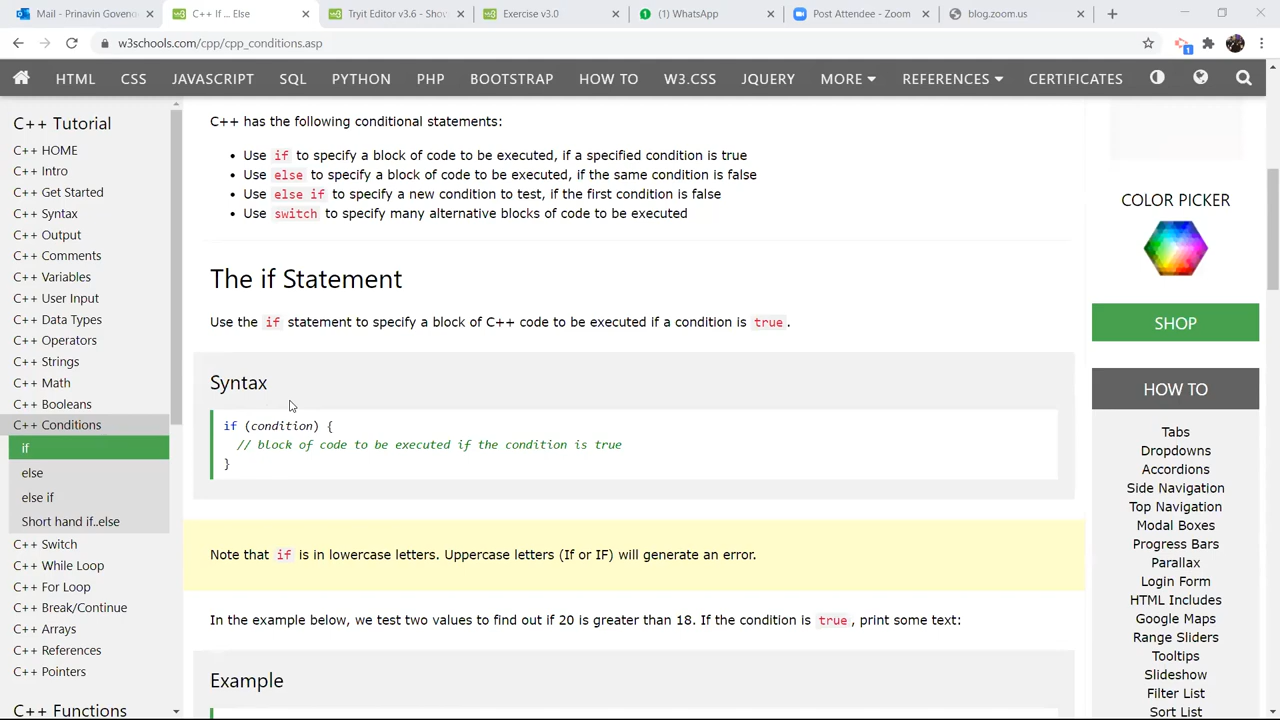 Mail - Prinavin Governo
C++ If ... Else
Tryit Editor v3.6 - Show
Exercise v3.0
(1) WhatsApp
Post Attendee - Zoom
blog.zoom.us
w3schools.com/cpp/cpp_conditions.asp
HTML CSS JAVASCRIPT SQL PYTHON PHP BOOTSTRAP HOW TO W3.CSS JQUERY MORE REFERENCES CERTIFICATES
C++ Tutorial
C++ HOME
C++ Intro
C++ Get Started
C++ Syntax
C++ Output
C++ Comments
C++ Variables
C++ User Input
C++ Data Types
C++ Operators
C++ Strings
C++ Math
C++ Booleans
C++ Conditions
if
else
else if
Short hand if..else
C++ Switch
C++ While Loop
C++ For Loop
C++ Break/Continue
C++ Arrays
C++ References
C++ Pointers
C++ Functions
C++ has the following conditional statements:
• Use if to specify a block of code to be executed, if a specified condition is true
• Use else to specify a block of code to be executed, if the same condition is false
• Use else if to specify a new condition to test, if the first condition is false
• Use switch to specify many alternative blocks of code to be executed
The if Statement
Use the if statement to specify a block of C++ code to be executed if a condition is true.
Syntax
if (condition) {
// block of code to be executed if the condition is true
}
Note that if is in lowercase letters. Uppercase letters (If or IF) will generate an error.
In the example below, we test two values to find out if 20 is greater than 18. If the condition is true, print some text:
Example
COLOR PICKER
SHOP
HOW TO
Tabs
Dropdowns
Accordions
Side Navigation
Top Navigation
Modal Boxes
Progress Bars
Parallax
Login Form
HTML Includes
Google Maps
Range Sliders
Tooltips
Slideshow
Filter List
Sort List